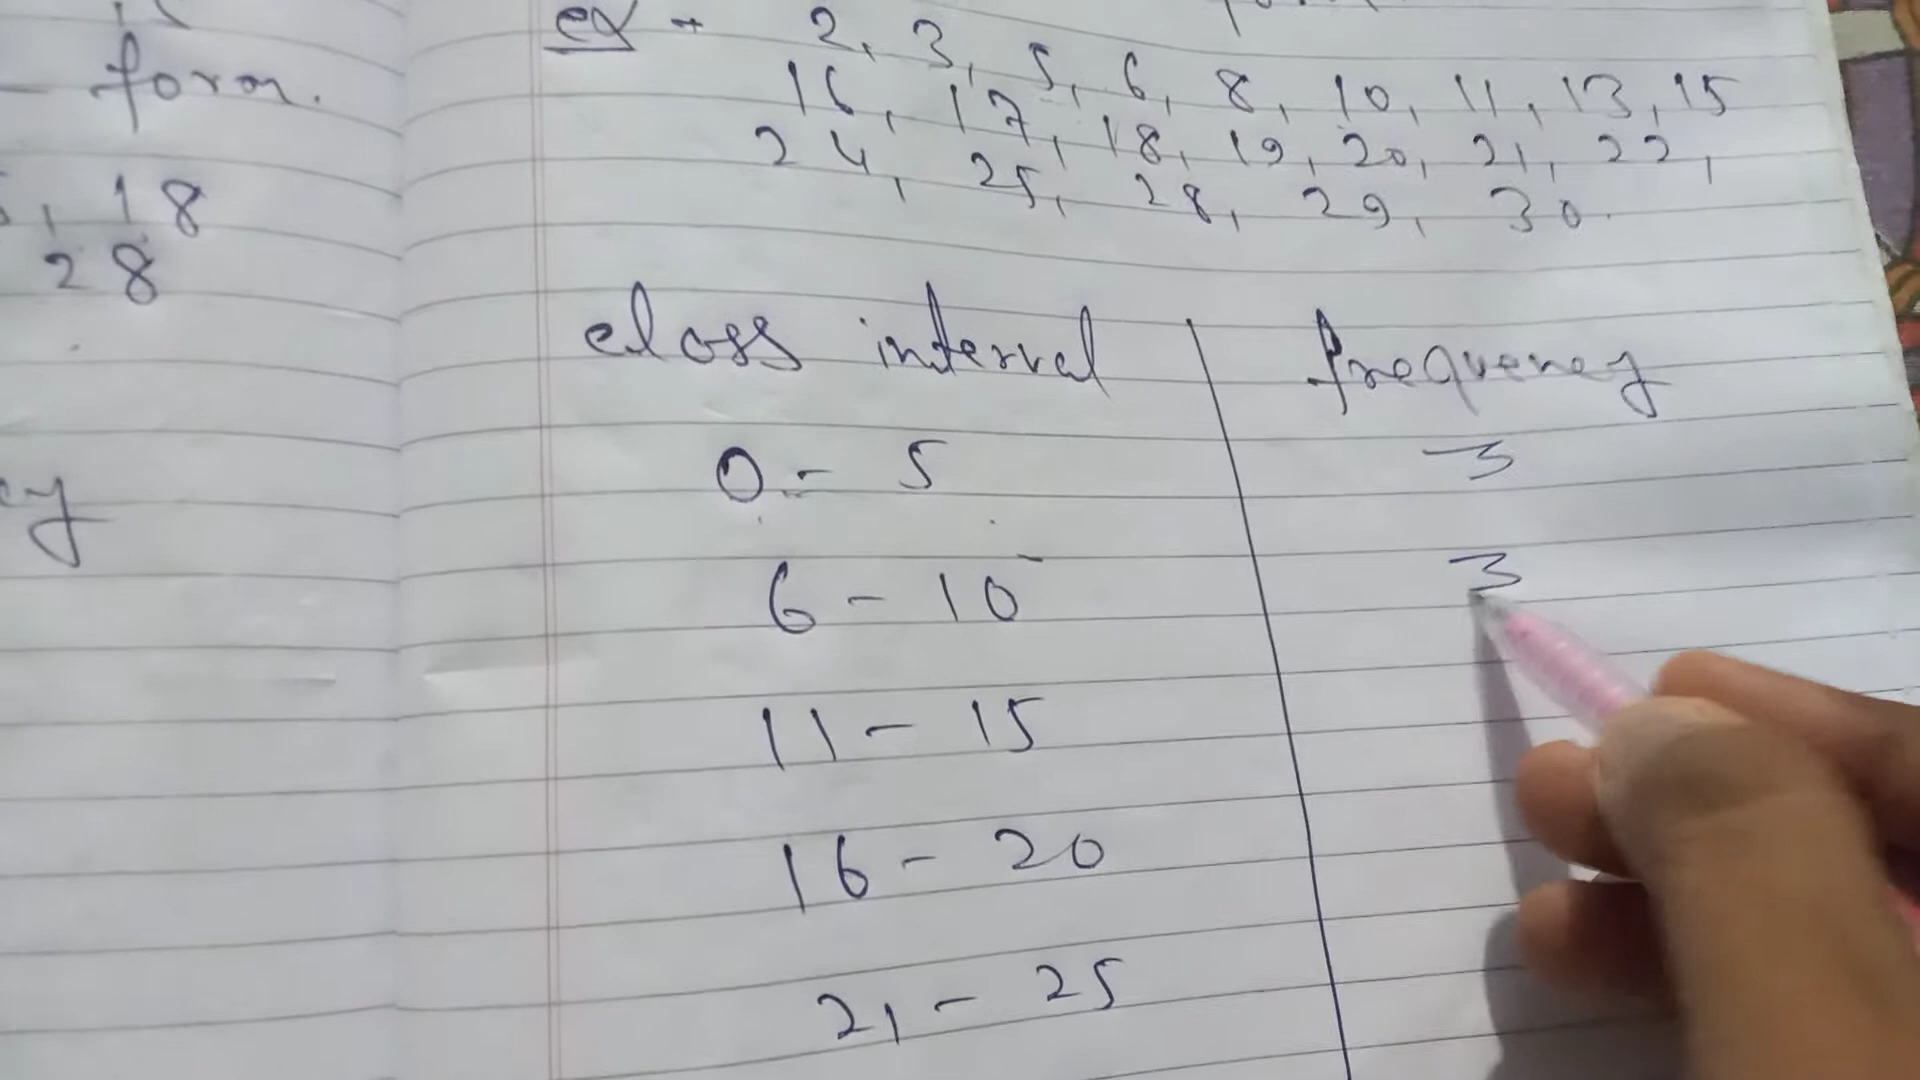 form.
, 18
28
ex → 2, 3, 5, 6, 8, 10, 11, 13, 15
16, 17, 18, 19, 20, 21, 22,
24, 25, 28, 29, 30.
class interval frequency
0 - 5 3
6 - 10 3
11 - 15
16 - 20
21 - 25